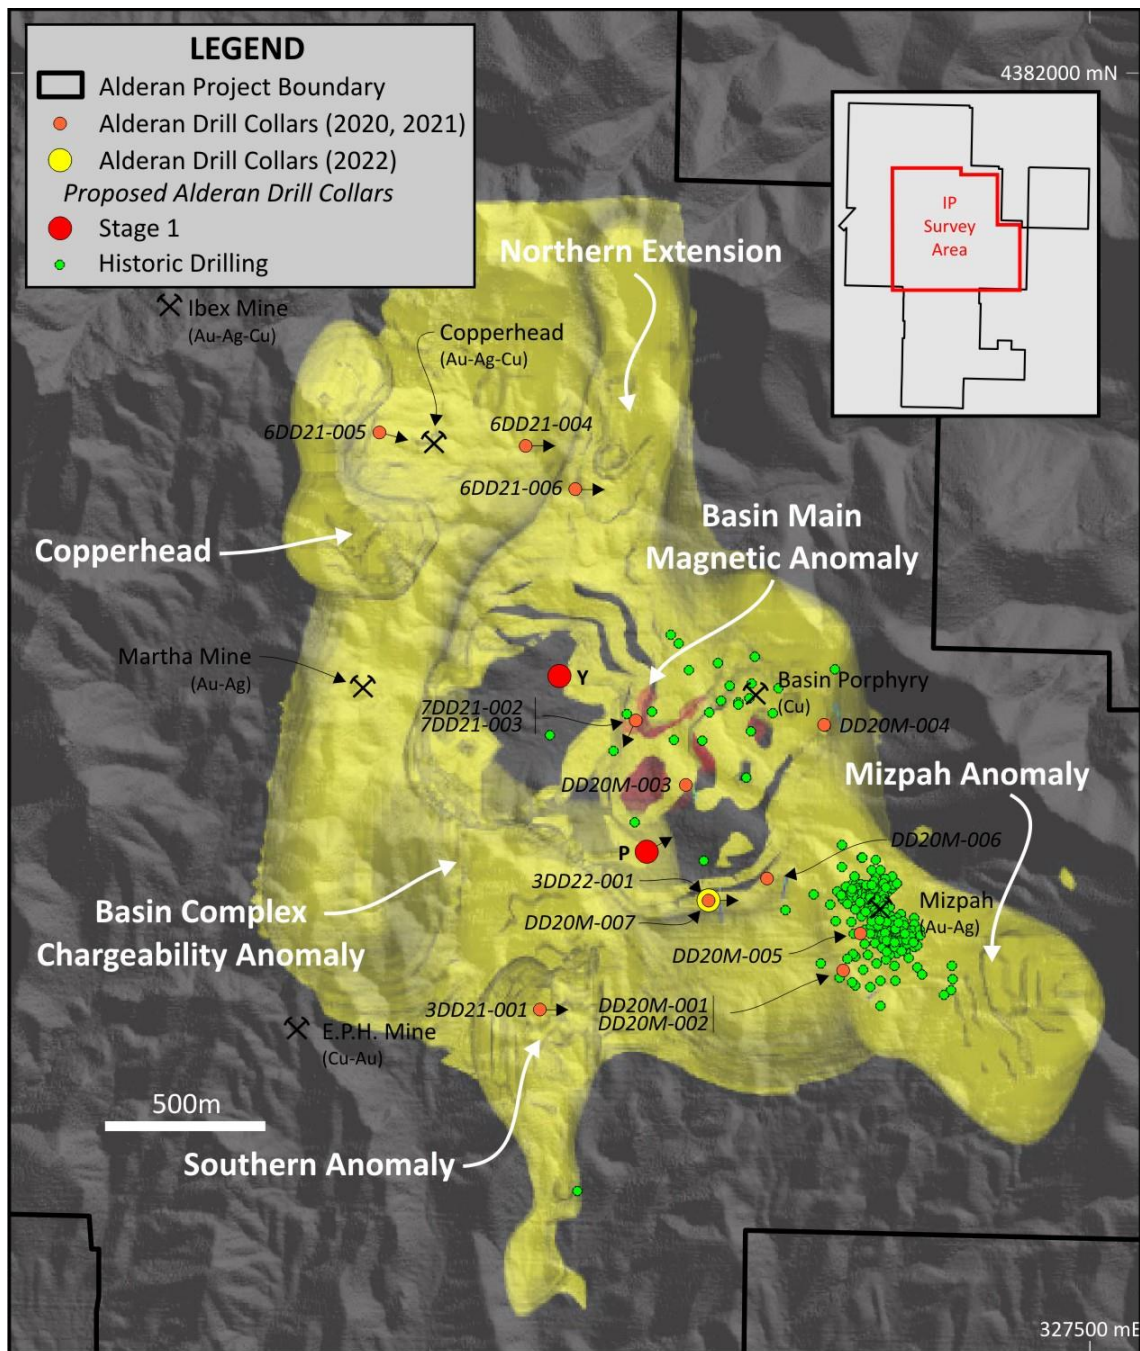 LEGEND
Alderan Project Boundary
Alderan Drill Collars (2020, 2021)
Alderan Drill Collars (2022)
Proposed Alderan Drill Collars
Stage 1
Historic Drilling
4382000 mN
IP
Survey
Area
Northern Extension
Ibex Mine
(Au-Ag-Cu)
Copperhead
(Au-Ag-Cu)
6DD21-005
6DD21-004
6DD21-006
Basin Main
Magnetic Anomaly
Copperhead
Martha Mine
(Au-Ag)
Y
Basin Porphyry
(Cu)
7DD21-002
7DD21-003
DD20M-004
DD20M-003
Mizpah Anomaly
P
DD20M-006
3DD22-001
DD20M-007
Mizpah
(Au-Ag)
Basin Complex
Chargeability Anomaly
DD20M-005
3DD21-001
DD20M-001
DD20M-002
E.P.H. Mine
(Cu-Au)
500m
Southern Anomaly
327500 mE